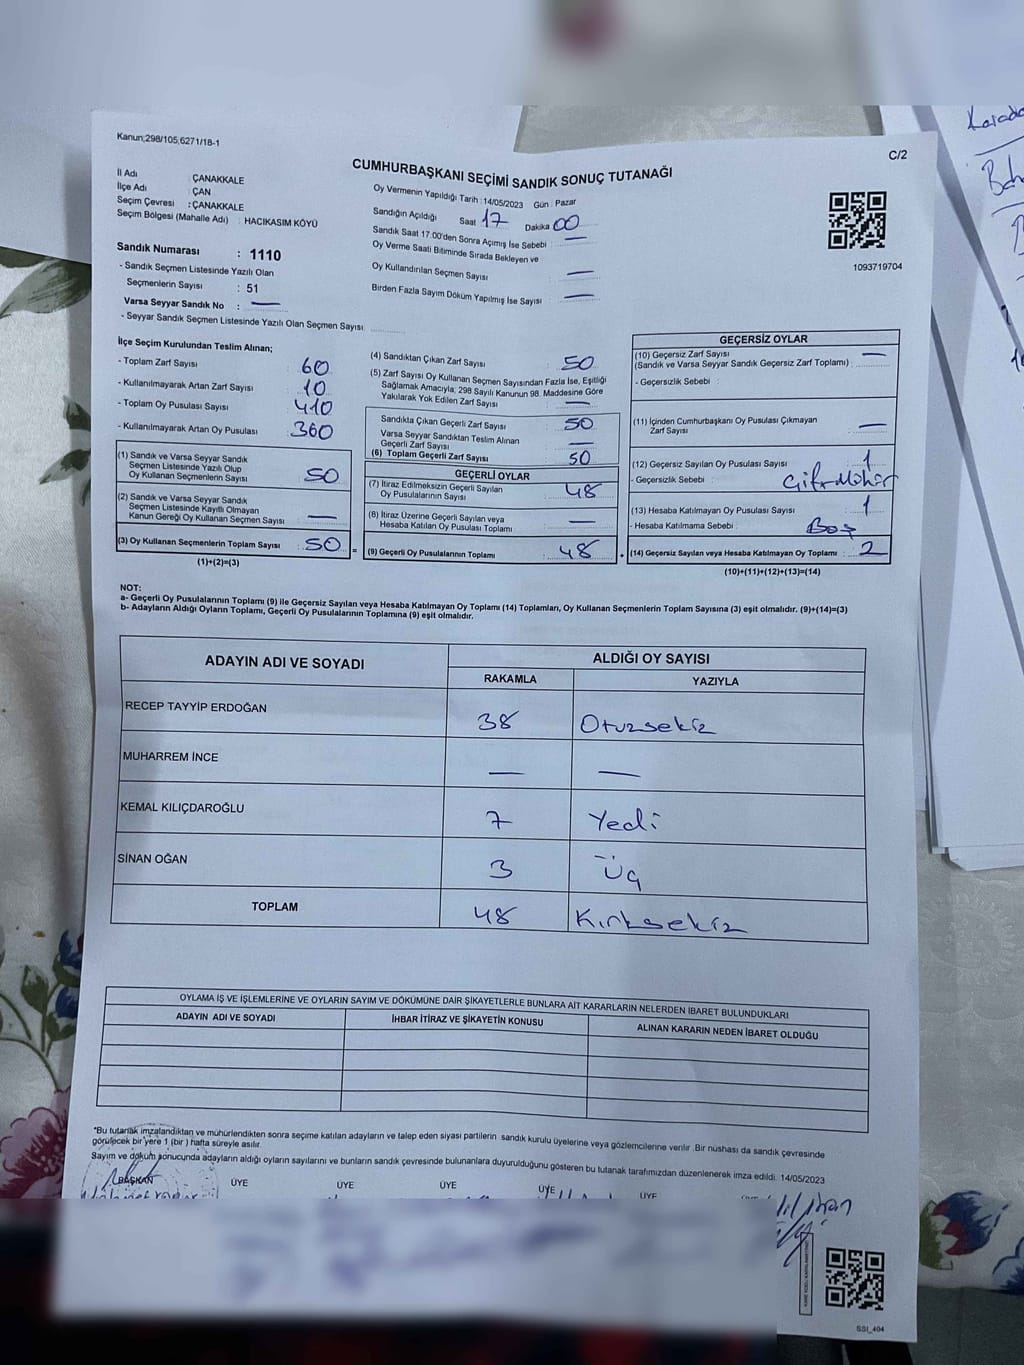 Kanun;298/105;6271/18-1
C/2
CUMHURBAŞKANI SEÇİMİ SANDIK SONUÇ TUTANAĞI
İl Adı : ÇANAKKALE
İlçe Adı : ÇAN
Seçim Çevresi : ÇANAKKALE
Seçim Bölgesi (Mahalle Adı) : HACIKASIM KÖYÜ
Sandık Numarası : 1110
- Sandık Seçmen Listesinde Yazılı Olan
Seçmenlerin Sayısı : 51
Varsa Seyyar Sandık No : —
- Seyyar Sandık Seçmen Listesinde Yazılı Olan Seçmen Sayısı
Oy Vermenin Yapıldığı Tarih : 14/05/2023 Gün : Pazar
Sandığın Açıldığı Saat 17 Dakika 00
Sandık Saat 17.00'den Sonra Açımış İse Sebebi : —
Oy Verme Saati Bitiminde Sırada Bekleyen ve
Oy Kullandırılan Seçmen Sayısı —
Birden Fazla Sayım Döküm Yapılmış İse Sayısı —
1093719704
İlçe Seçim Kurulundan Teslim Alınan;
- Toplam Zarf Sayısı 60
- Kullanılmayarak Artan Zarf Sayısı 10
- Toplam Oy Pusulası Sayısı 410
- Kullanılmayarak Artan Oy Pusulası 360
(1) Sandık ve Varsa Seyyar Sandık
Seçmen Listesinde Yazılı Olup
Oy Kullanan Seçmenlerin Sayısı 50
(2) Sandık ve Varsa Seyyar Sandık
Seçmen Listesinde Kayıtlı Olmayan
Kanun Gereği Oy Kullanan Seçmen Sayısı —
(3) Oy Kullanan Seçmenlerin Toplam Sayısı 50
(1)+(2)=(3)
(4) Sandıktan Çıkan Zarf Sayısı 50
(5) Zarf Sayısı Oy Kullanan Seçmen Sayısından Fazla İse, Eşitliği
Sağlamak Amacıyla; 298 Sayılı Kanunun 98. Maddesine Göre
Yakılarak Yok Edilen Zarf Sayısı —
Sandıkta Çıkan Geçerli Zarf Sayısı 50
Varsa Seyyar Sandıktan Teslim Alınan
Geçerli Zarf Sayısı —
(6) Toplam Geçerli Zarf Sayısı 50
GEÇERLİ OYLAR
(7) İtiraz Edilmeksizin Geçerli Sayılan
Oy Pusulalarının Sayısı 48
(8) İtiraz Üzerine Geçerli Sayılan veya
Hesaba Katılan Oy Pusulası Toplamı —
(9) Geçerli Oy Pusulalarının Toplamı 48
GEÇERSİZ OYLAR
(10) Geçersiz Zarf Sayısı
(Sandık ve Varsa Seyyar Sandık Geçersiz Zarf Toplamı) : —
- Geçersizlik Sebebi :
(11) İçinden Cumhurbaşkanı Oy Pusulası Çıkmayan
Zarf Sayısı —
(12) Geçersiz Sayılan Oy Pusulası Sayısı 1
- Geçersizlik Sebebi : Çift Mühür
(13) Hesaba Katılmayan Oy Pusulası Sayısı 1
- Hesaba Katılmama Sebebi : Boş
(14) Geçersiz Sayılan veya Hesaba Katılmayan Oy Toplamı : 2
(10)+(11)+(12)+(13)=(14)
NOT:
a- Geçerli Oy Pusulalarının Toplamı (9) ile Geçersiz Sayılan veya Hesaba Katılmayan Oy Toplamı (14) Toplamları, Oy Kullanan Seçmenlerin Toplam Sayısına (3) eşit olmalıdır. (9)+(14)=(3)
b- Adayların Aldığı Oyların Toplamı, Geçerli Oy Pusulalarının Toplamına (9) eşit olmalıdır.
ADAYIN ADI VE SOYADI
ALDIĞI OY SAYISI
RAKAMLA YAZIYLA
RECEP TAYYİP ERDOĞAN 38 Otuzsekiz
MUHARREM İNCE — —
KEMAL KILIÇDAROĞLU 7 Yedi
SİNAN OĞAN 3 Üç
TOPLAM 48 Kırksekiz
OYLAMA İŞ VE İŞLEMLERİNE VE OYLARIN SAYIM VE DÖKÜMÜNE DAİR ŞİKAYETLERLE BUNLARA AİT KARARLARIN NELERDEN İBARET BULUNDUKLARI
ADAYIN ADI VE SOYADI İHBAR İTİRAZ VE ŞİKAYETİN KONUSU ALINAN KARARIN NEDEN İBARET OLDUĞU
*Bu tutanak imzalandıktan ve mühürlendikten sonra seçime katılan adayların ve talep eden siyasi partilerin sandık kurulu üyelerine veya gözlemcilerine verilir .Bir nüshası da sandık çevresinde
görülecek bir yere 1 (bir ) hafta süreyle asılır.
Sayım ve döküm sonucunda adayların aldığı oyların sayılarını ve bunların sandık çevresinde bulunanlara duyurulduğunu gösteren bu tutanak tarafımızdan düzenlenerek imza edildi. 14/05/2023
BAŞKAN ÜYE ÜYE ÜYE ÜYE ÜYE
SSI_404